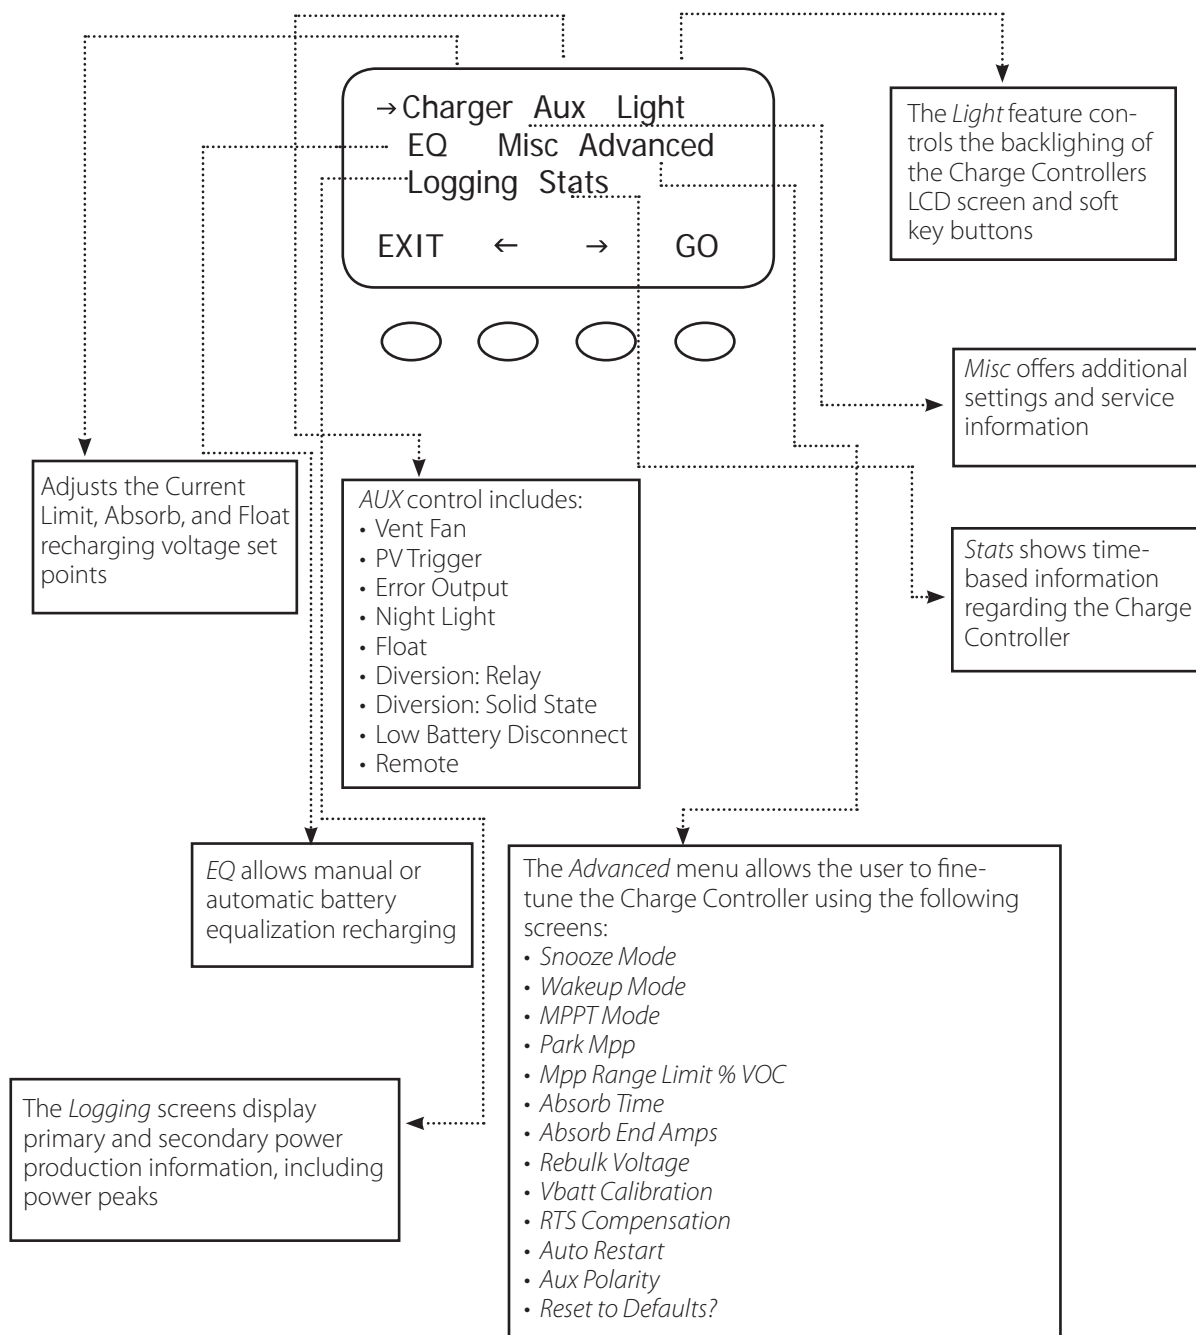 →Charger Aux Light
EQ Misc Advanced
Logging Stats
EXIT ← → GO
The Light feature con-
trols the backlighing of
the Charge Controllers
LCD screen and soft
key buttons
Misc offers additional
settings and service
information
Adjusts the Current
Limit, Absorb, and Float
recharging voltage set
points
AUX control includes:
• Vent Fan
• PV Trigger
• Error Output
• Night Light
• Float
• Diversion: Relay
• Diversion: Solid State
• Low Battery Disconnect
• Remote
Stats shows time-
based information
regarding the Charge
Controller
EQ allows manual or
automatic battery
equalization recharging
The Advanced menu allows the user to fine-
tune the Charge Controller using the following
screens:
• Snooze Mode
• Wakeup Mode
• MPPT Mode
• Park Mpp
• Mpp Range Limit % VOC
• Absorb Time
• Absorb End Amps
• Rebulk Voltage
• Vbatt Calibration
• RTS Compensation
• Auto Restart
• Aux Polarity
• Reset to Defaults?
The Logging screens display
primary and secondary power
production information, including
power peaks